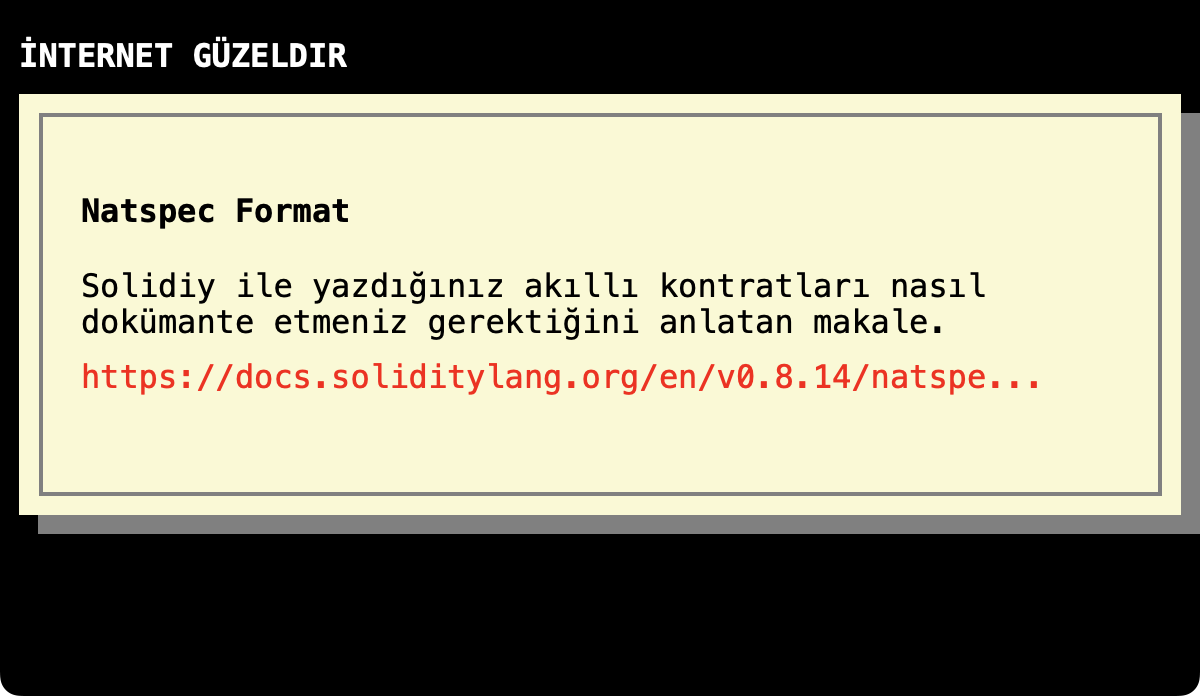 İNTERNET GÜZELDIR
Natspec Format
Solidiy ile yazdığınız akıllı kontratları nasıl
dokümante etmeniz gerektiğini anlatan makale.
https://docs.soliditylang.org/en/v0.8.14/natspe...